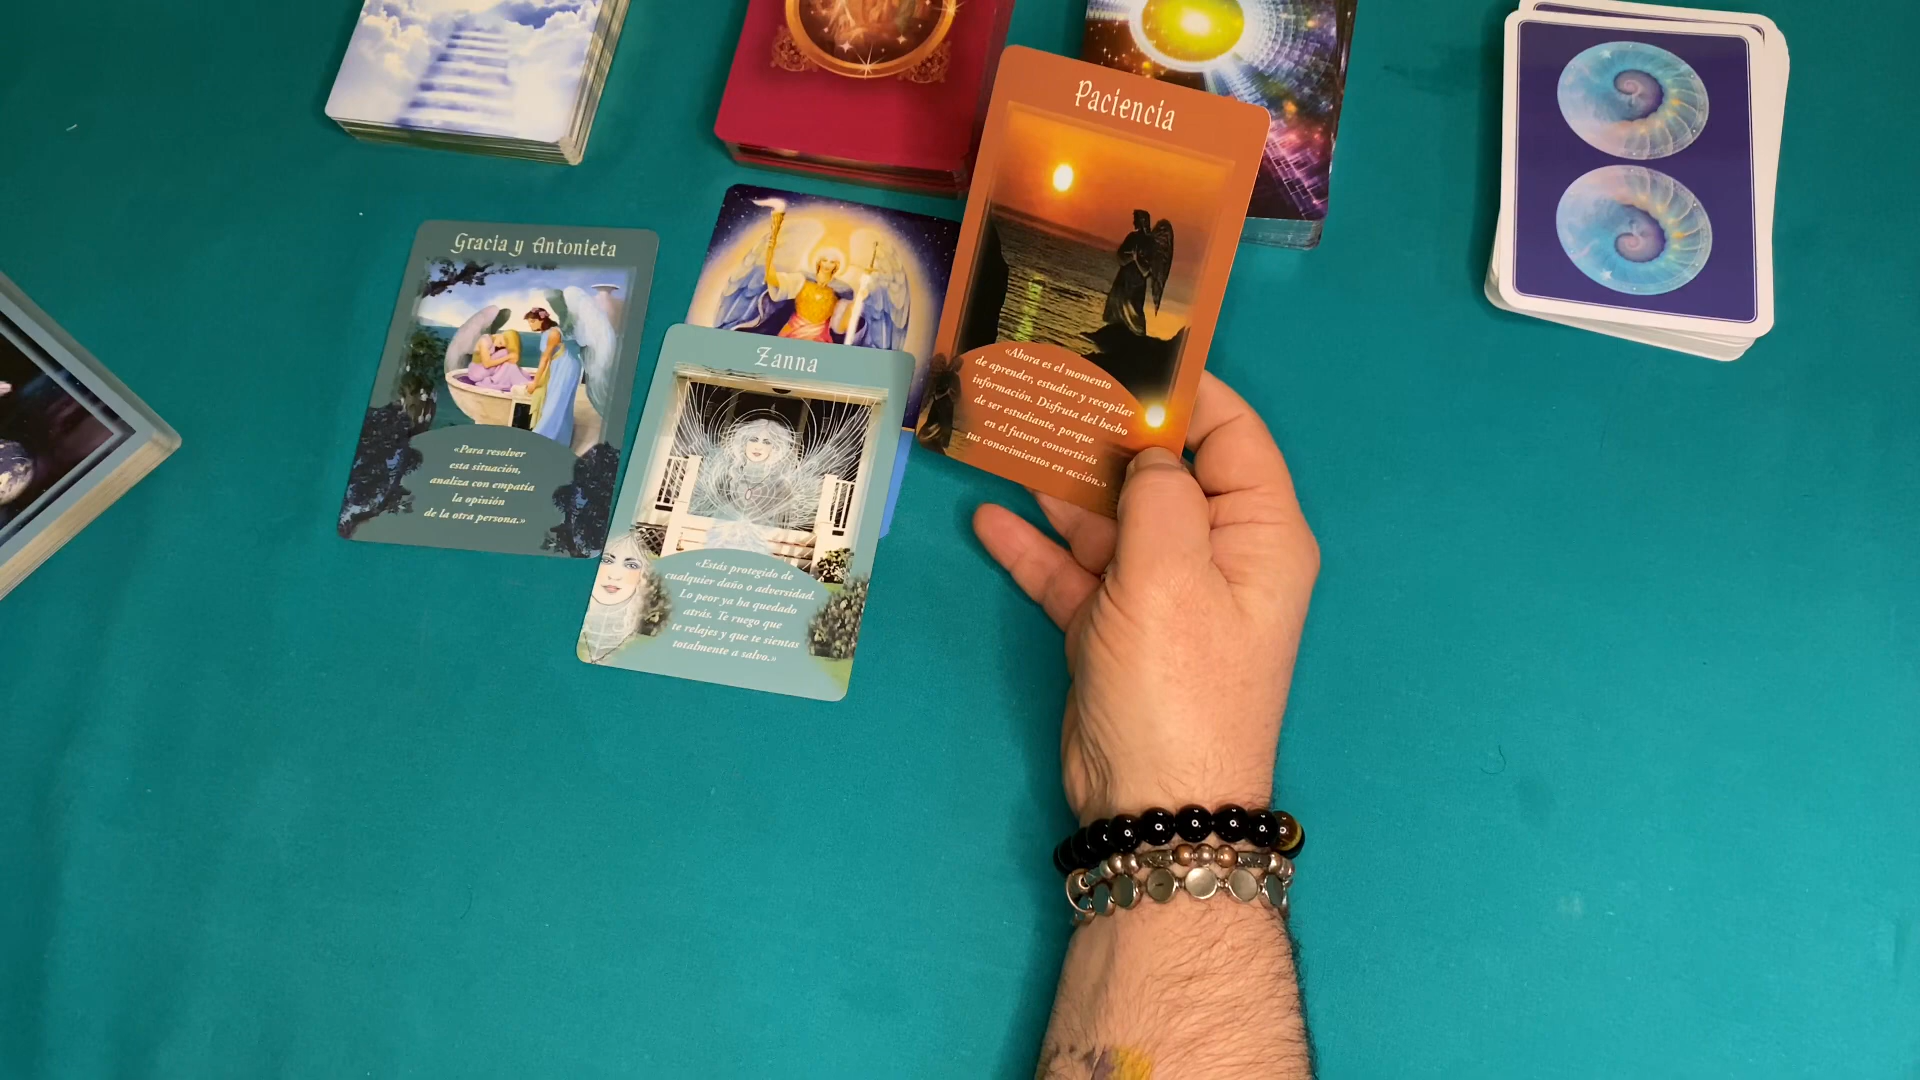 Gracia y Antonieta
«Para resolver
esta situación,
analiza con empatía
la opinión
de la otra persona.»
Zanna
«Estás protegido de
cualquier daño o adversidad.
Lo peor ya ha quedado
atrás. Te ruego que
te relajes y que te sientas
totalmente a salvo.»
Paciencia
«Ahora es el momento
de aprender, estudiar y recopilar
información. Disfruta del hecho
de ser estudiante, porque
en el futuro convertirás
tus conocimientos en acción.»